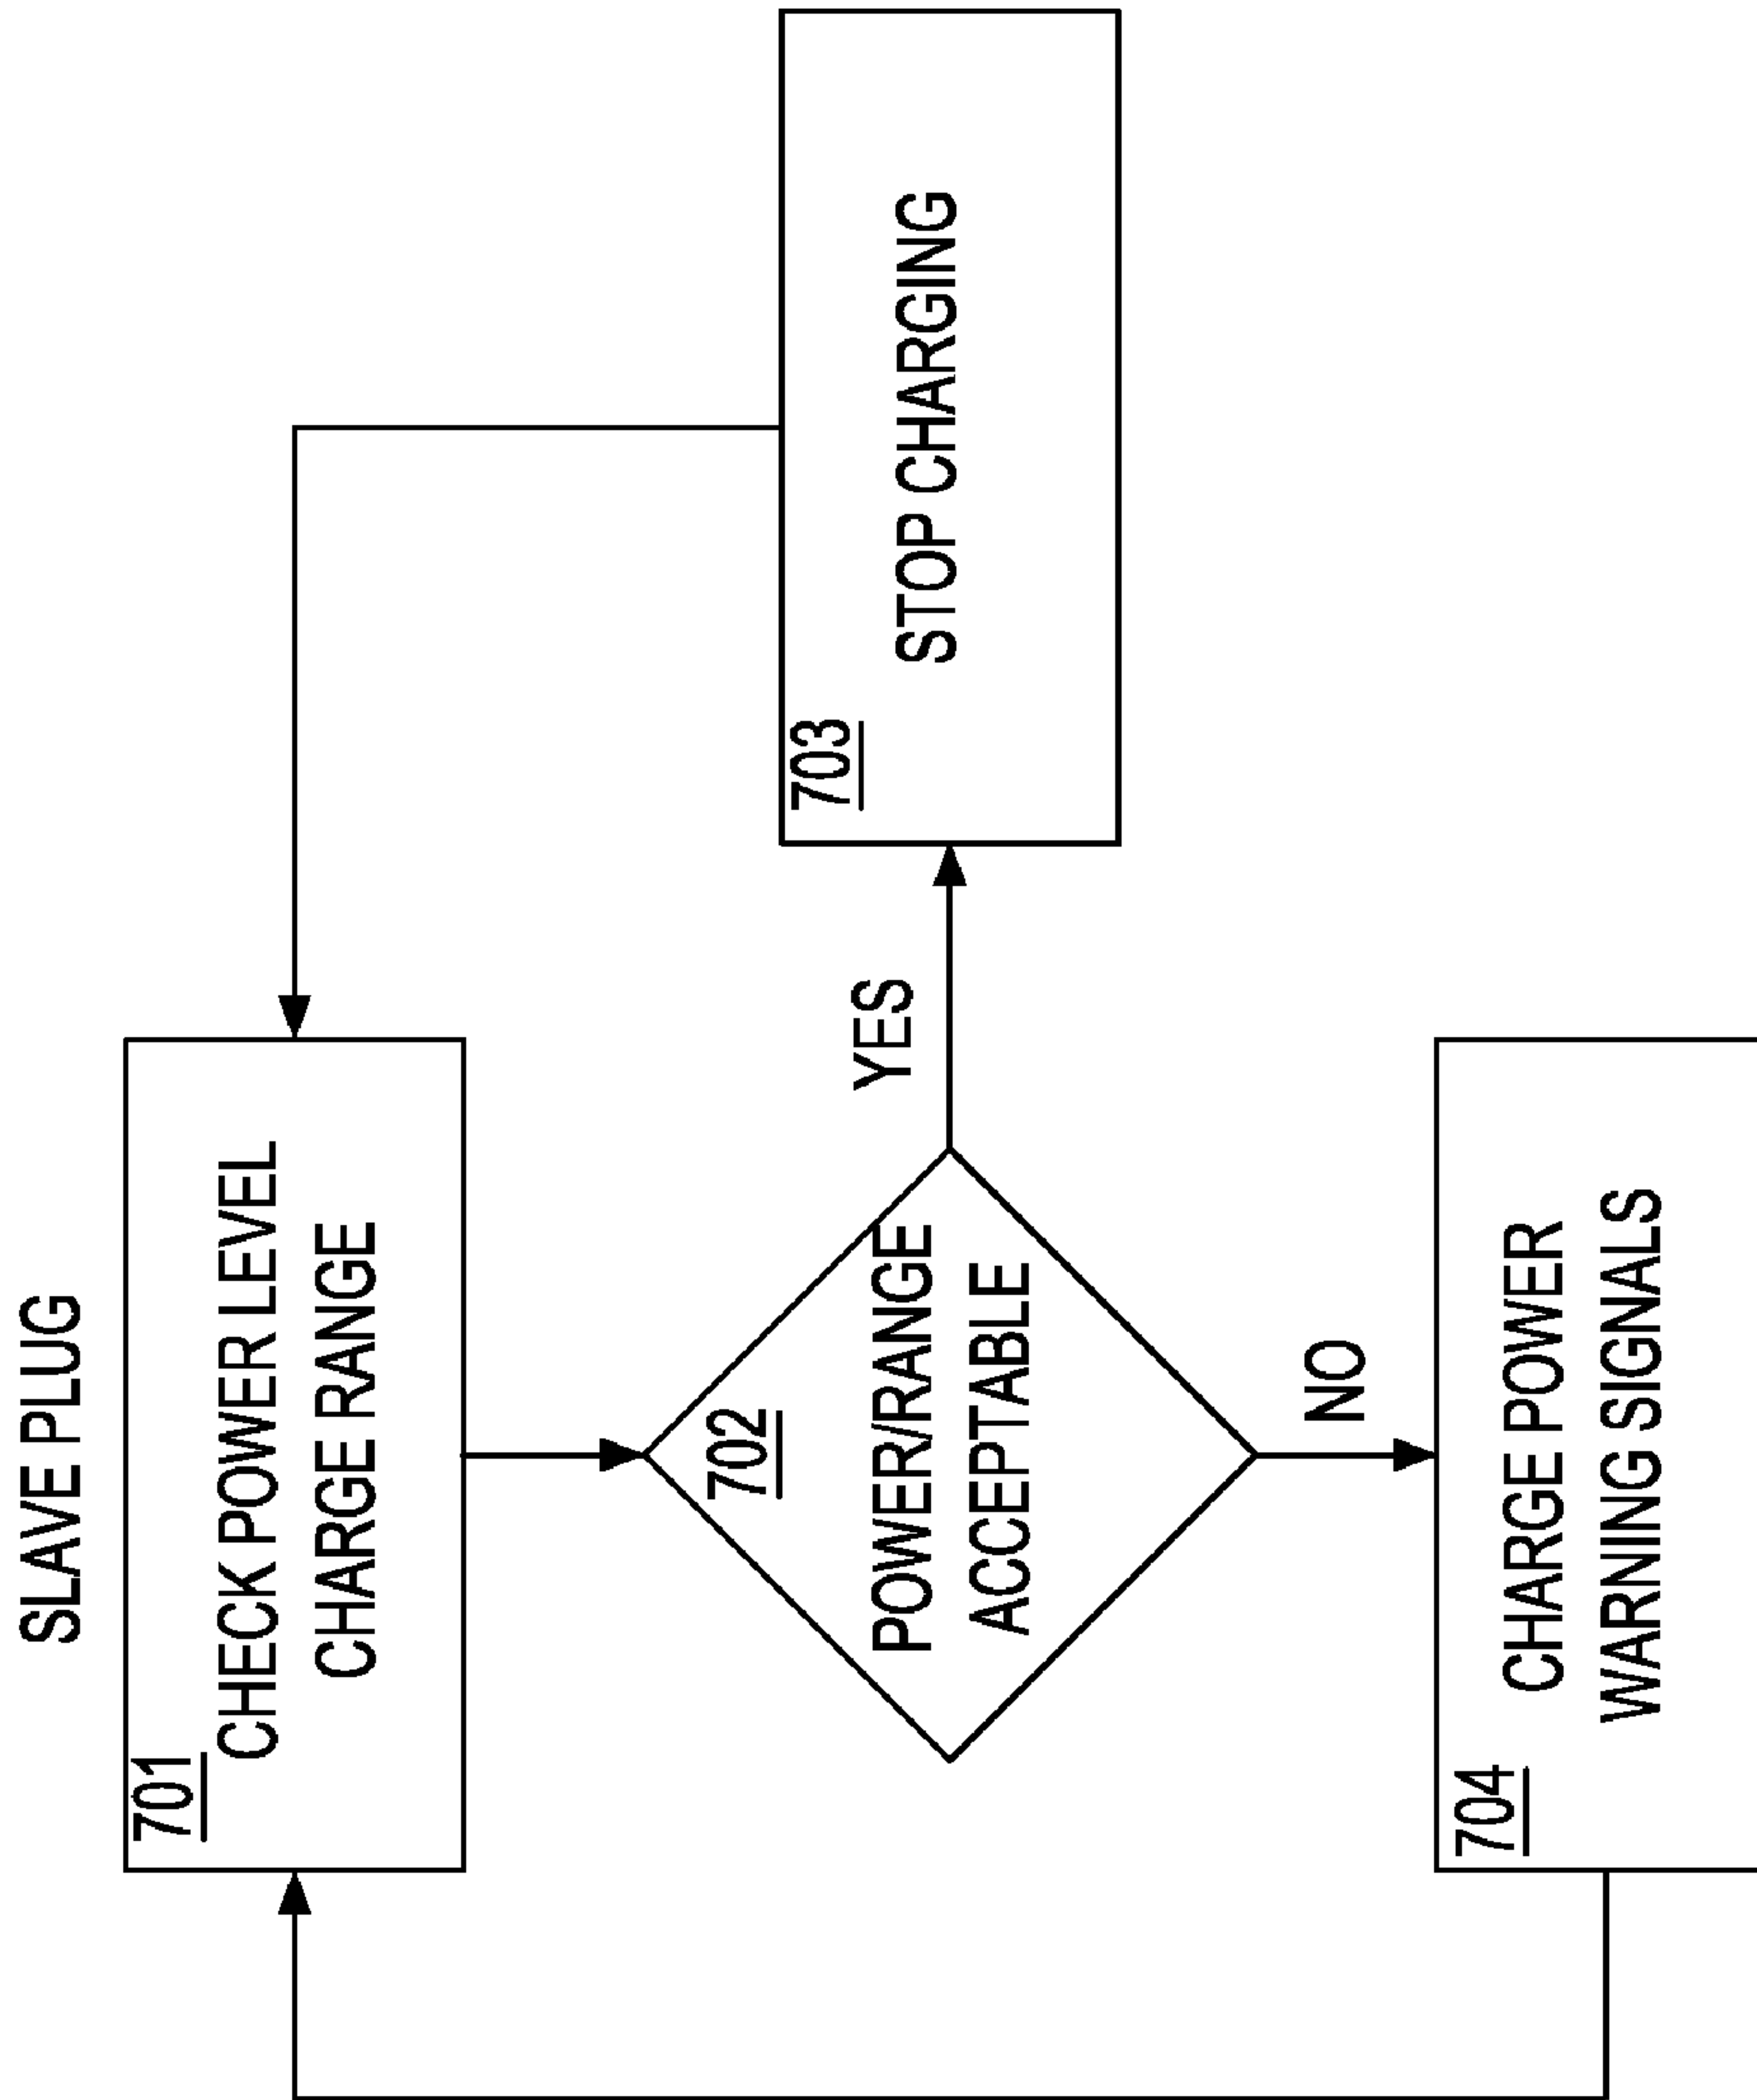 SLAVE PLUG
701
CHECK POWER LEVEL
CHARGE RANGE
702
POWER/RANGE
ACCEPTABLE
YES
703
STOP CHARGING
NO
704
CHARGE POWER
WARNING SIGNALS